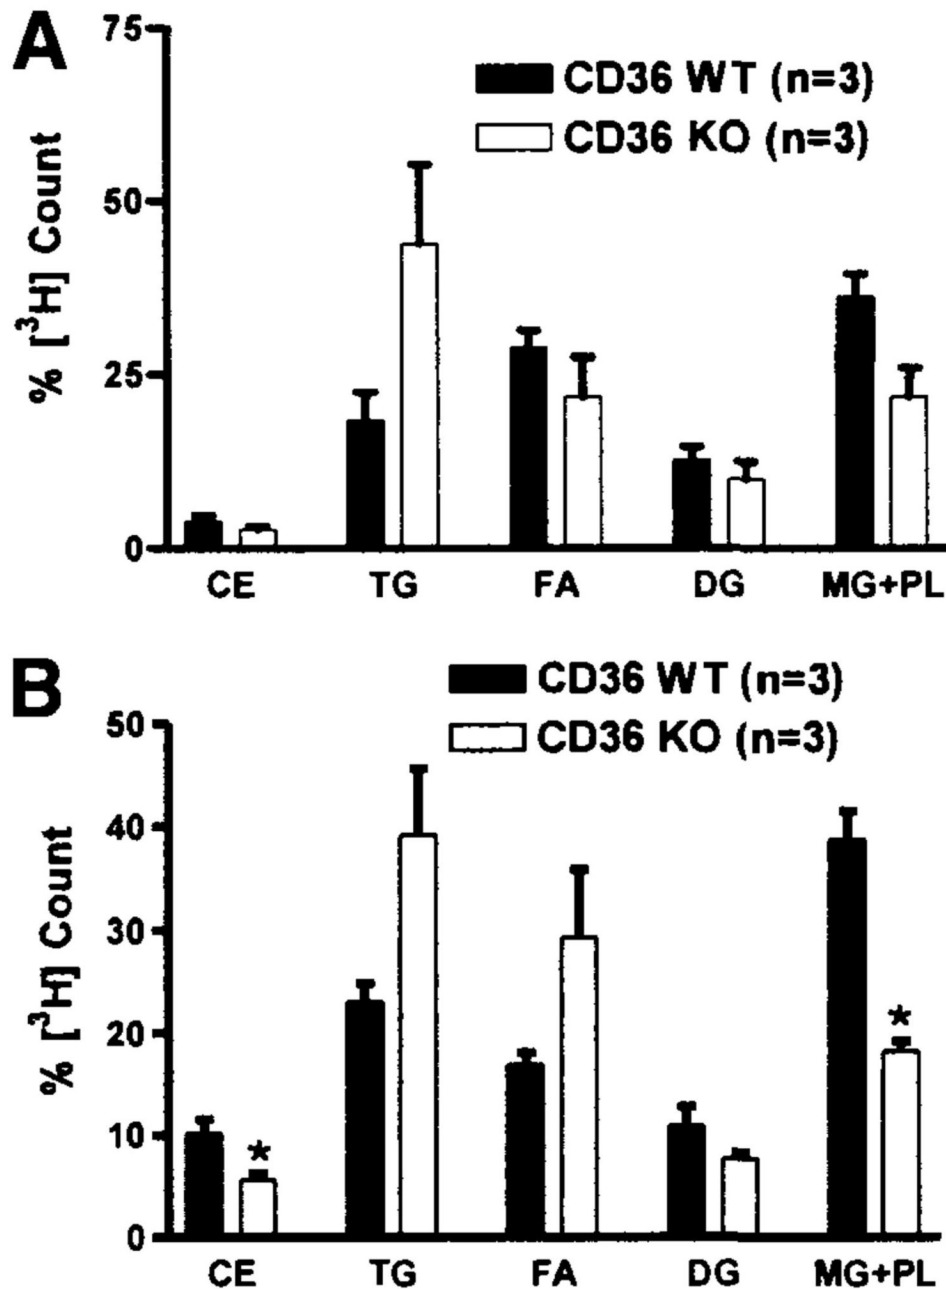 A
75
50
25
0
% [³H] Count
CD36 WT (n=3)
CD36 KO (n=3)
CE TG FA DG MG+PL
B
50
40
30
20
10
0
% [³H] Count
CD36 WT (n=3)
CD36 KO (n=3)
*
*
CE TG FA DG MG+PL